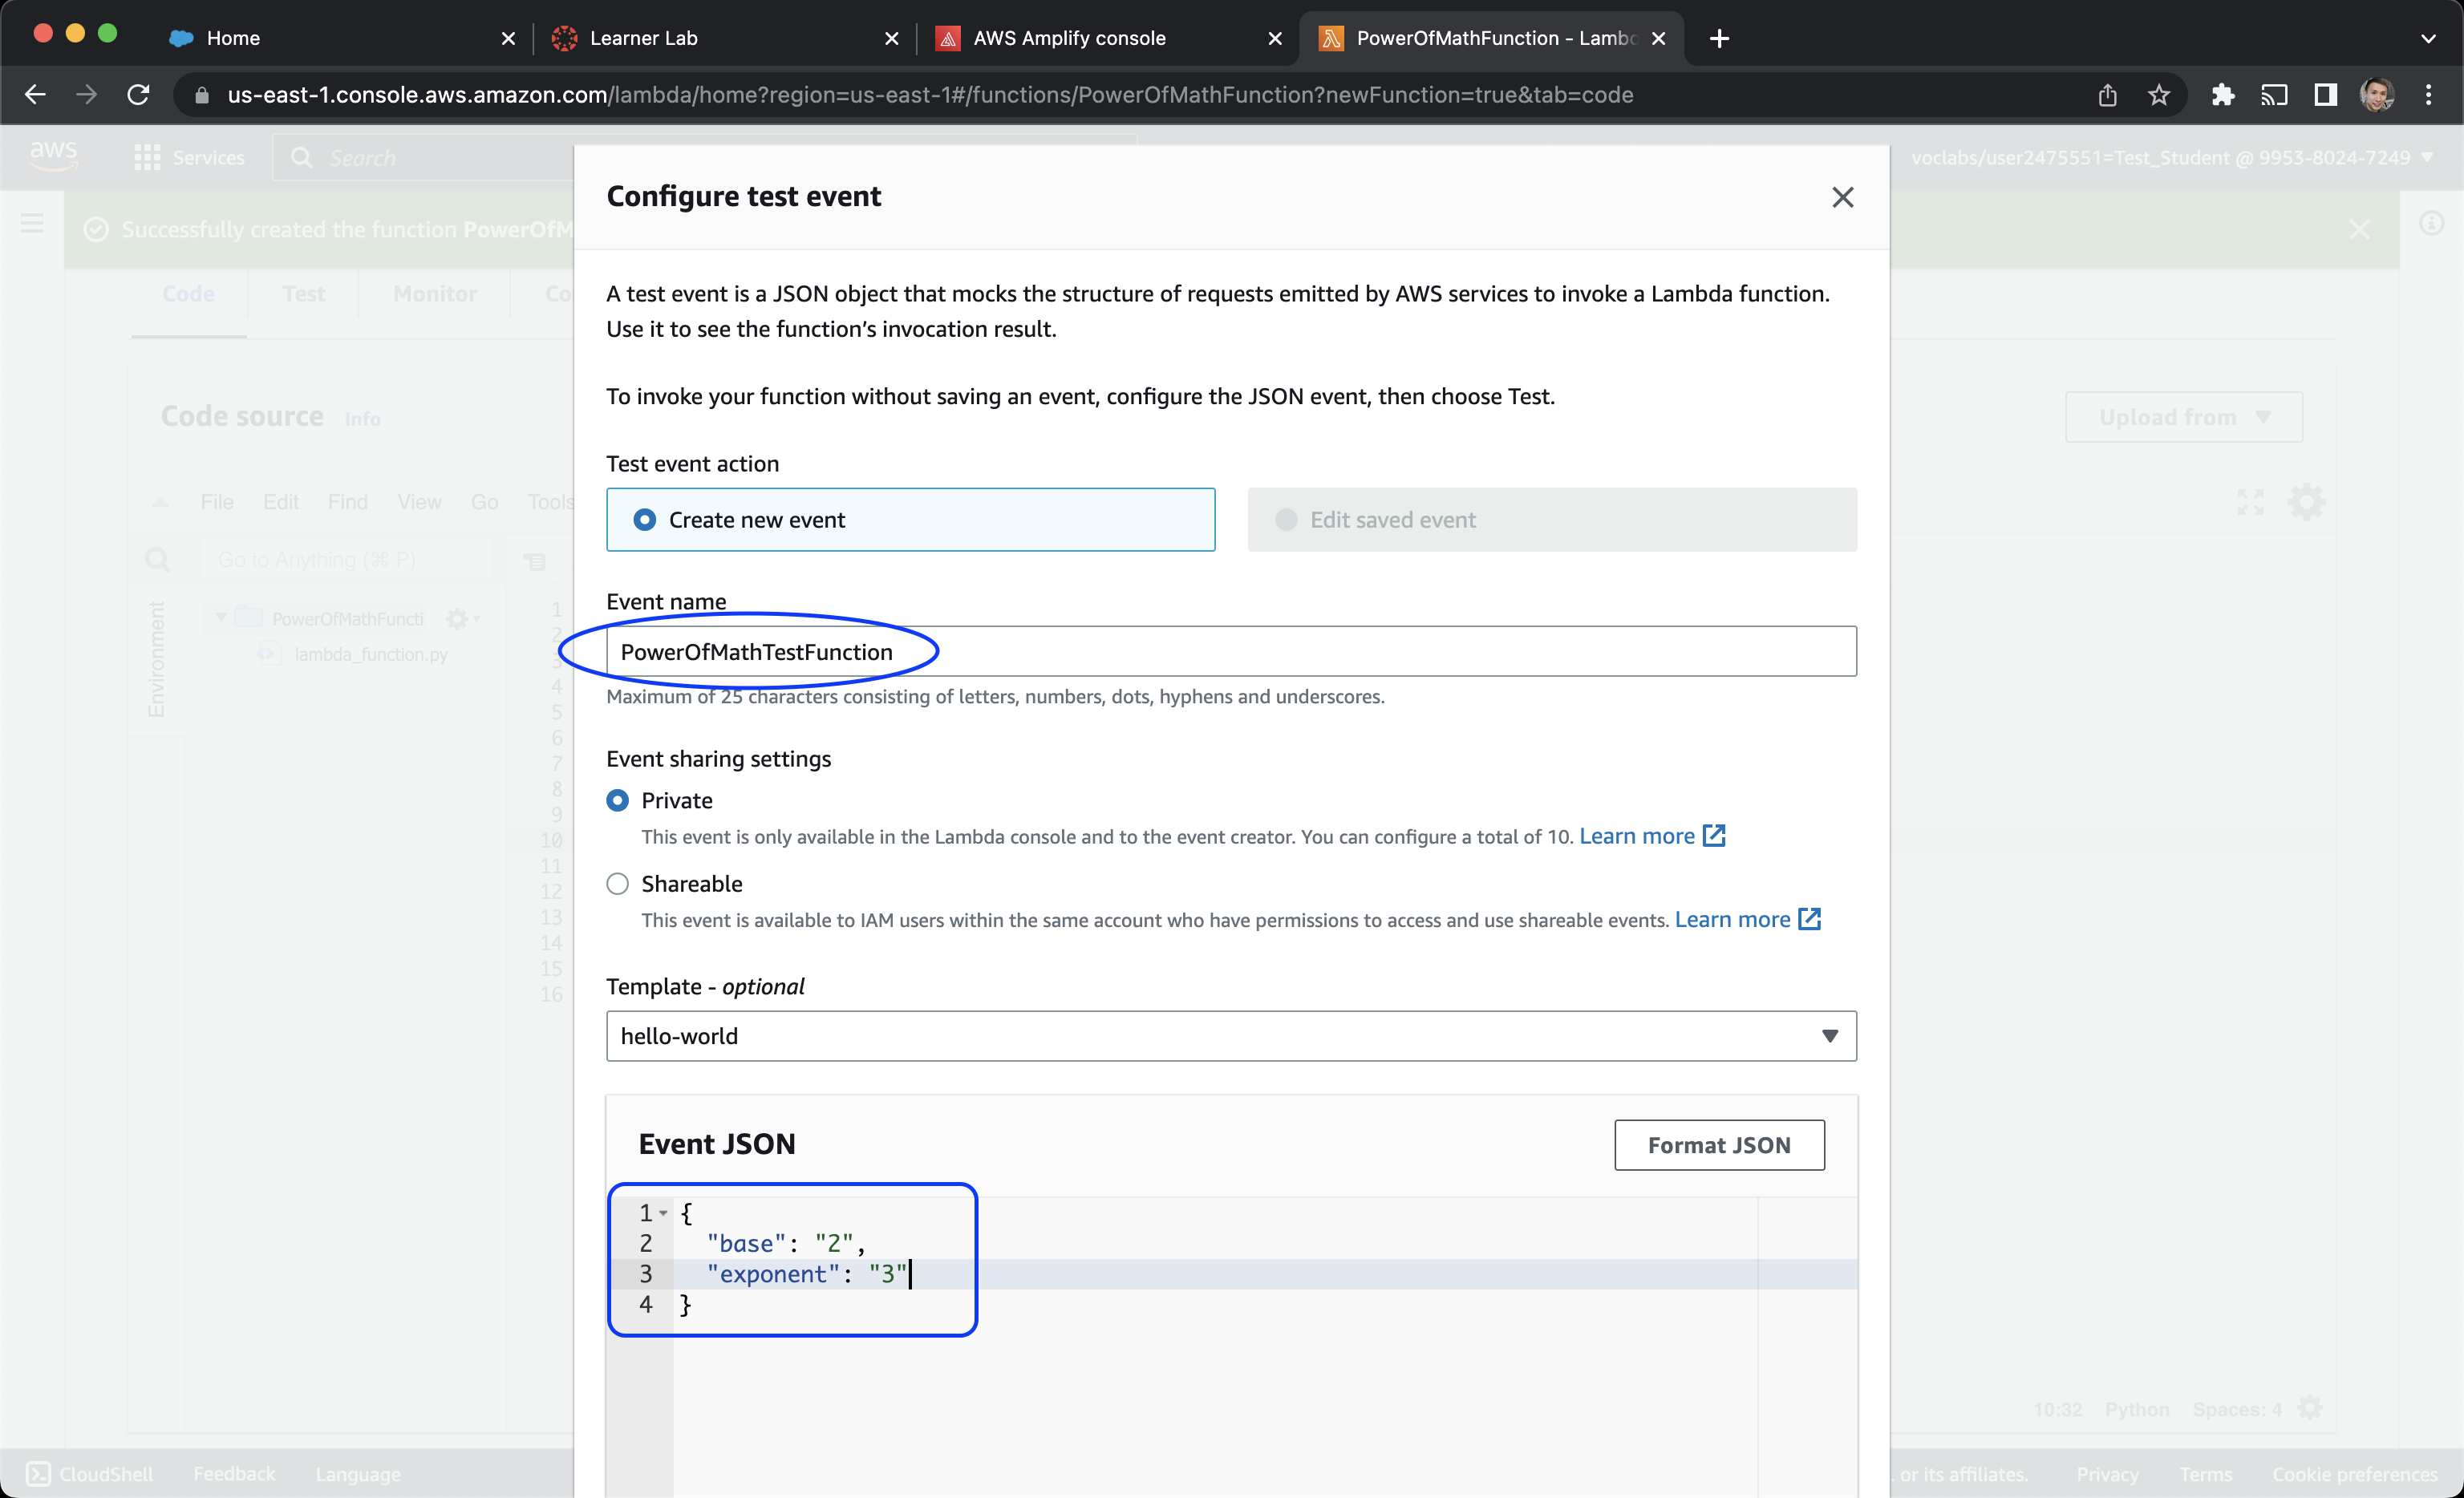 Home
Learner Lab
AWS Amplify console
PowerOfMathFunction - Lambd
us-east-1.console.aws.amazon.com/lambda/home?region=us-east-1#/functions/PowerOfMathFunction?newFunction=true&tab=code
aws
Services
Search
voclabs/user2475551=Test_Student @ 9953-8024-7249
Successfully created the function PowerOfM
Code
Test
Monitor
Co
Code source Info
Upload from
File Edit Find View Go Tools
Go to Anything (⌘ P)
Environment
PowerOfMathFuncti
lambda_function.py
1
2
3
4
5
6
7
8
9
10
11
12
13
14
15
16
Configure test event
A test event is a JSON object that mocks the structure of requests emitted by AWS services to invoke a Lambda function.
Use it to see the function’s invocation result.
To invoke your function without saving an event, configure the JSON event, then choose Test.
Test event action
Create new event
Edit saved event
Event name
PowerOfMathTestFunction
Maximum of 25 characters consisting of letters, numbers, dots, hyphens and underscores.
Event sharing settings
Private
This event is only available in the Lambda console and to the event creator. You can configure a total of 10. Learn more
Shareable
This event is available to IAM users within the same account who have permissions to access and use shareable events. Learn more
Template - optional
hello-world
Event JSON
Format JSON
1 {
2 "base": "2",
3 "exponent": "3"
4 }
10:32 Python Spaces: 4
CloudShell Feedback Language
or its affiliates. Privacy Terms Cookie preferences